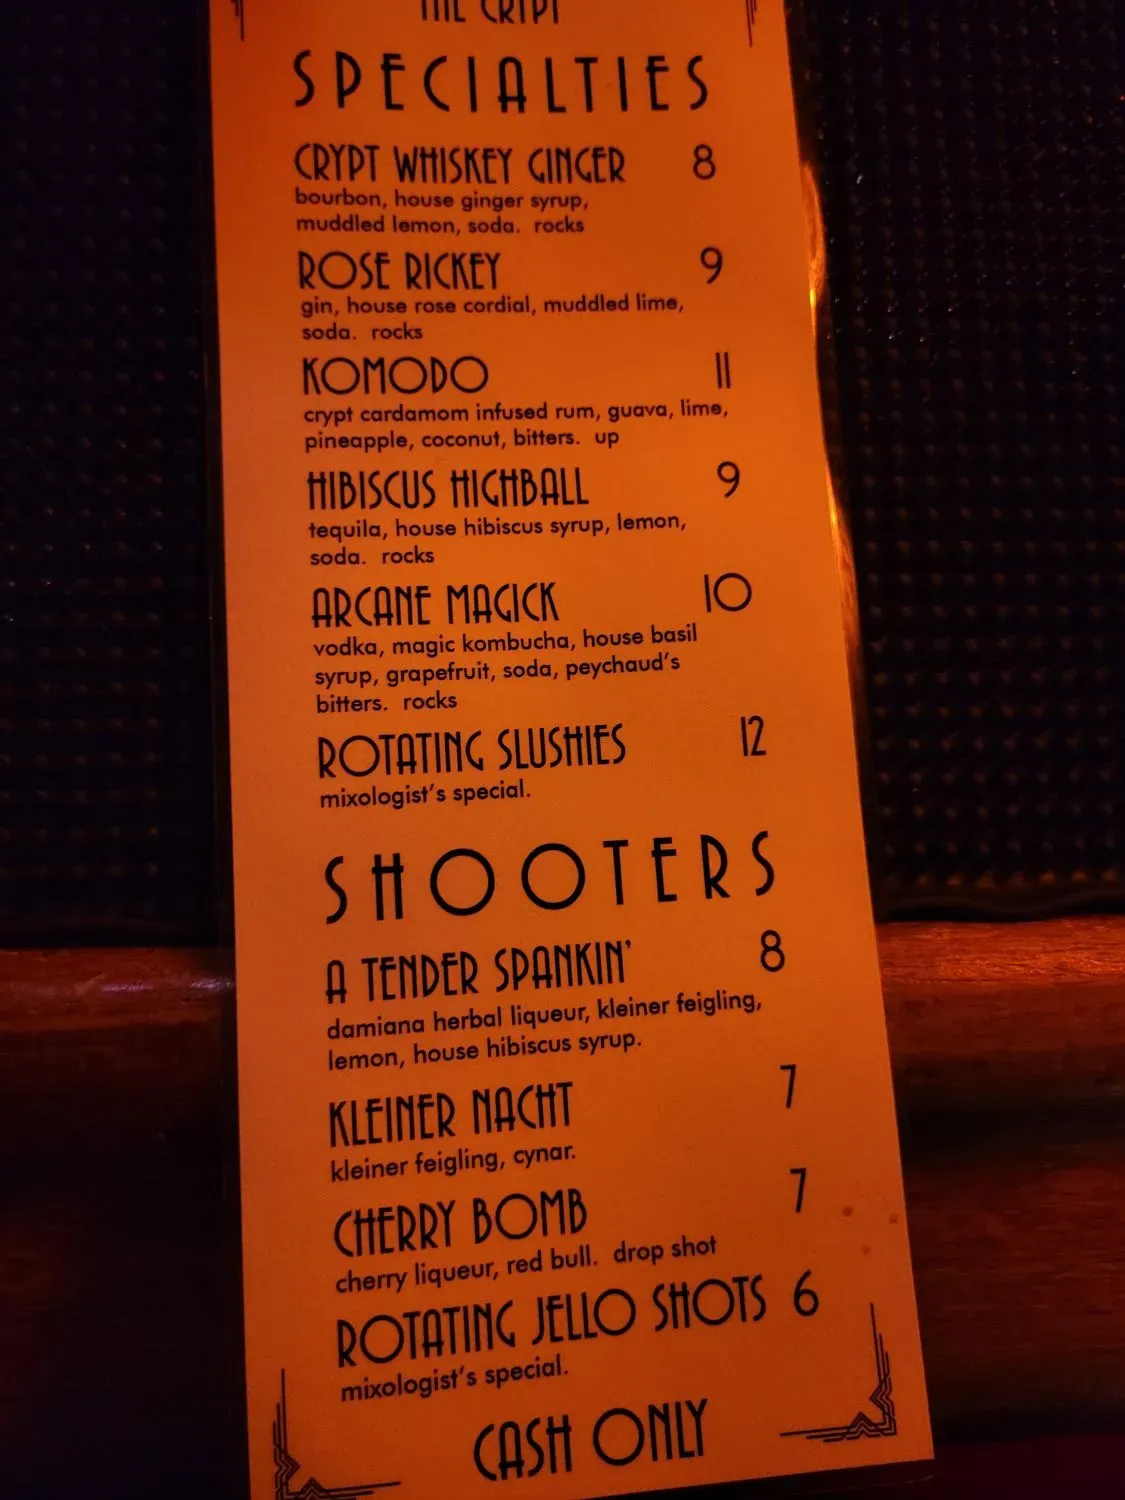 THE CRYPT
SPECIALTIES
CRYPT WHISKEY GINGER 8
bourbon, house ginger syrup,
muddled lemon, soda. rocks
ROSE RICKEY 9
gin, house rose cordial, muddled lime,
soda. rocks
KOMODO 11
crypt cardamom infused rum, guava, lime,
pineapple, coconut, bitters. up
HIBISCUS HIGHBALL 9
tequila, house hibiscus syrup, lemon,
soda. rocks
ARCANE MAGICK 10
vodka, magic kombucha, house basil
syrup, grapefruit, soda, peychaud's
bitters. rocks
ROTATING SLUSHIES 12
mixologist's special.
SHOOTERS
A TENDER SPANKIN' 8
damiana herbal liqueur, kleiner feigling,
lemon, house hibiscus syrup.
KLEINER NACHT 7
kleiner feigling, cynar.
CHERRY BOMB 7
cherry liqueur, red bull. drop shot
ROTATING JELLO SHOTS 6
mixologist's special.
CASH ONLY